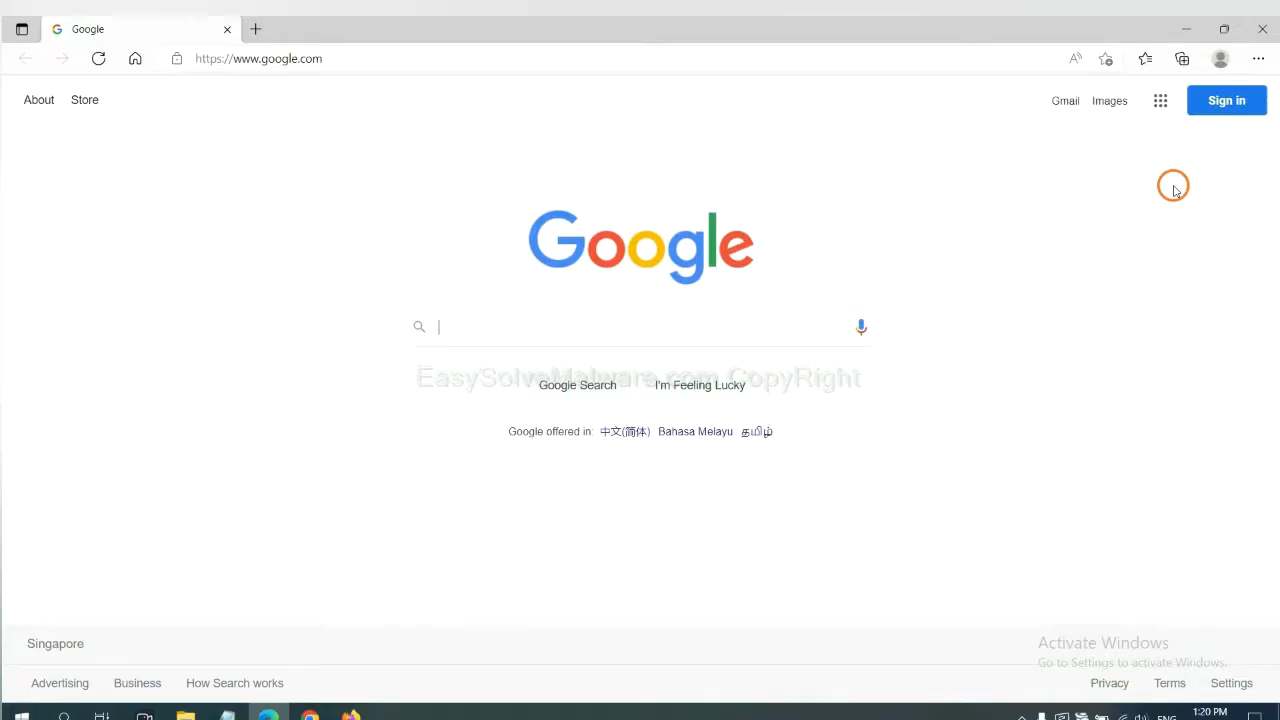 Google
https://www.google.com
About Store
Gmail Images Sign in
Google
EasySolveMalware.com CopyRight
Google Search I'm Feeling Lucky
Google offered in: 中文(简体) Bahasa Melayu தமிழ்
Singapore
Activate Windows
Go to Settings to activate Windows.
Advertising Business How Search works
Privacy Terms Settings
1:20 PM
ENG